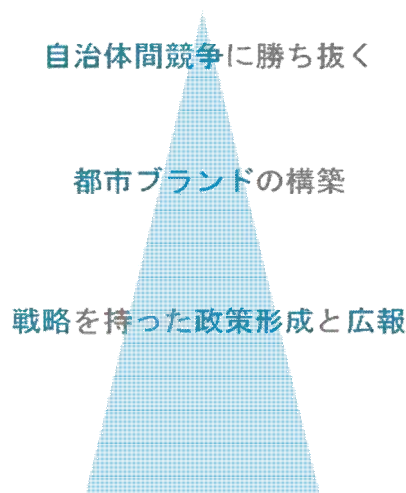 自治体間競争に勝ち抜く
都市ブランドの構築
戦略を持った政策形成と広報